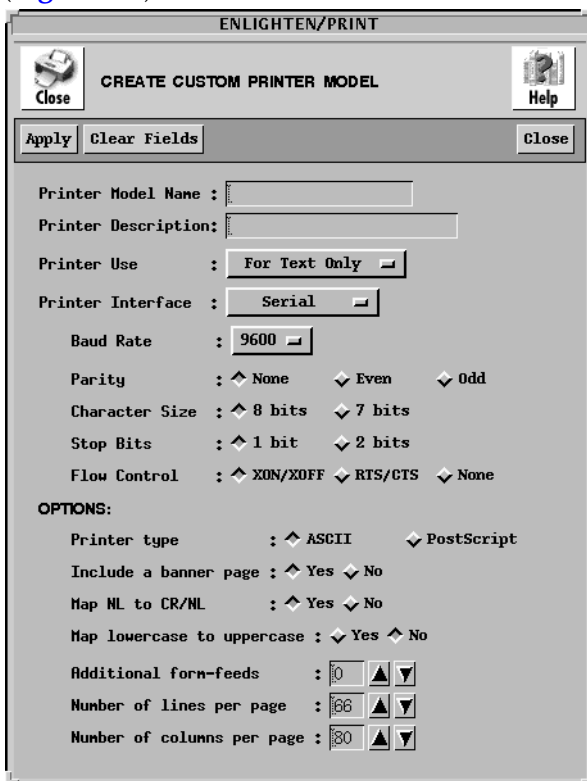 ENLIGHTEN/PRINT
Close
CREATE CUSTOM PRINTER MODEL
Help
Apply Clear Fields Close
Printer Model Name :
Printer Description:
Printer Use : For Text Only
Printer Interface : Serial
Baud Rate : 9600
Parity : None Even Odd
Character Size : 8 bits 7 bits
Stop Bits : 1 bit 2 bits
Flow Control : XON/XOFF RTS/CTS None
OPTIONS:
Printer type : ASCII PostScript
Include a banner page : Yes No
Map NL to CR/NL : Yes No
Map lowercase to uppercase : Yes No
Additional form-feeds : 0
Number of lines per page : 66
Number of columns per page : 80